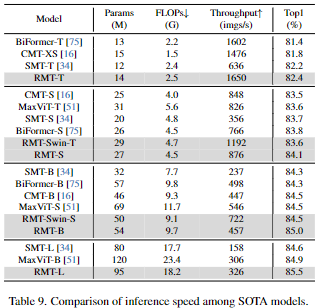 Model Params (M) FLOPs↓ (G) Throughput↑ (imgs/s) Top1 (%)
BiFormer-T [75] 13 2.2 1602 81.4
CMT-XS [16] 15 1.5 1476 81.8
SMT-T [34] 12 2.4 636 82.2
RMT-T 14 2.5 1650 82.4
CMT-S [16] 25 4.0 848 83.5
MaxViT-T [51] 31 5.6 826 83.6
SMT-S [34] 20 4.8 356 83.7
BiFormer-S [75] 26 4.5 766 83.8
RMT-Swin-T 29 4.7 1192 83.6
RMT-S 27 4.5 876 84.1
SMT-B [34] 32 7.7 237 84.3
BiFormer-B [75] 57 9.8 498 84.3
CMT-B [16] 46 9.3 447 84.5
MaxViT-S [51] 69 11.7 546 84.5
RMT-Swin-S 50 9.1 722 84.5
RMT-B 54 9.7 457 85.0
SMT-L [34] 80 17.7 158 84.6
MaxViT-B [51] 120 23.4 306 84.9
RMT-L 95 18.2 326 85.5
Table 9. Comparison of inference speed among SOTA models.